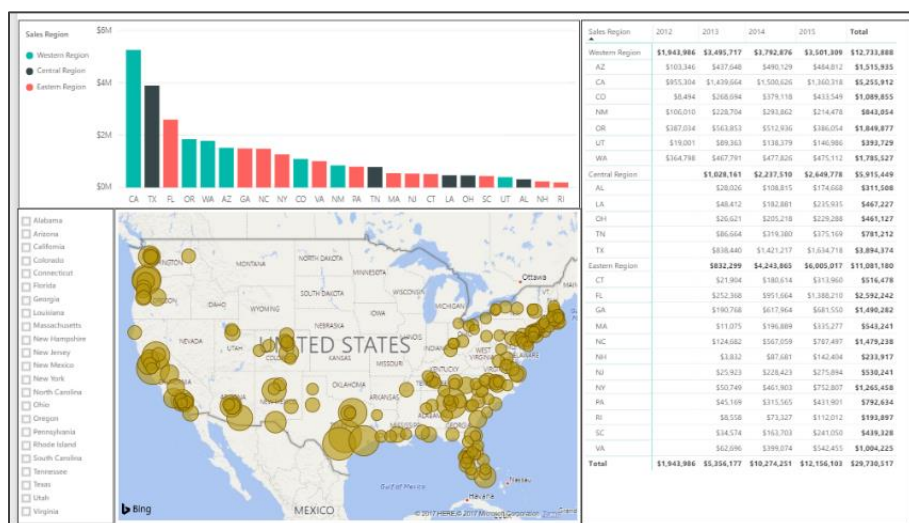 Sales Region
Western Region
Central Region
Eastern Region
$6M
$4M
$2M
$0M
CA TX FL OR WA AZ GA NC NY CO VA NM PA TN MA NJ CT LA OH SC UT AL NH RI
Alabama
Arizona
California
Colorado
Connecticut
Florida
Georgia
Louisiana
Massachusetts
New Hampshire
New Jersey
New Mexico
New York
North Carolina
Ohio
Oregon
Pennsylvania
Rhode Island
South Carolina
Tennessee
Texas
Utah
Virginia
MONTANA
NORTH DAKOTA
MINNESOTA
SOUTH DAKOTA
WISCONSIN
MICHIGAN
Ottawa
IDAHO
WYOMING
NEBRASKA
IOWA
NEVADA
UTAH
UNITED STATES
KANSAS
MISSOURI
KENTUCKY
OKLAHOMA
ARKANSAS
Gulf of Mexico
MEXICO
Havana
Nassau
Bing
© 2017 HERE © 2017 Microsoft Corporation Terms
Sales Region 2012 2013 2014 2015 Total
Western Region $1,943,986 $3,495,717 $3,792,876 $3,501,309 $12,733,888
AZ $103,346 $437,648 $490,129 $484,812 $1,515,935
CA $955,304 $1,439,664 $1,500,626 $1,360,318 $5,255,912
CO $8,494 $268,694 $379,118 $433,549 $1,089,855
NM $106,010 $228,704 $293,862 $214,478 $843,054
OR $387,034 $563,853 $512,936 $386,054 $1,849,877
UT $19,001 $89,363 $138,379 $146,986 $393,729
WA $364,798 $467,791 $477,826 $475,112 $1,785,527
Central Region $1,028,161 $2,237,510 $2,649,778 $5,915,449
AL $28,026 $108,815 $174,668 $311,508
LA $48,412 $182,881 $235,935 $467,227
OH $26,621 $205,218 $229,288 $461,127
TN $86,664 $319,380 $375,169 $781,212
TX $838,440 $1,421,217 $1,634,718 $3,894,374
Eastern Region $832,299 $4,243,865 $6,005,017 $11,081,180
CT $21,904 $180,614 $313,960 $516,478
FL $252,368 $951,664 $1,388,210 $2,592,242
GA $190,768 $617,964 $681,550 $1,490,282
MA $11,075 $196,889 $335,277 $543,241
NC $124,682 $567,059 $787,497 $1,479,238
NH $3,832 $87,681 $142,404 $233,917
NJ $25,923 $228,423 $275,894 $530,241
NY $50,749 $461,903 $752,807 $1,265,458
PA $45,169 $315,565 $431,901 $792,634
RI $8,558 $73,327 $112,012 $193,897
SC $34,574 $163,703 $241,050 $439,328
VA $62,696 $399,074 $542,455 $1,004,225
Total $1,943,986 $5,356,177 $10,274,251 $12,156,103 $29,730,517